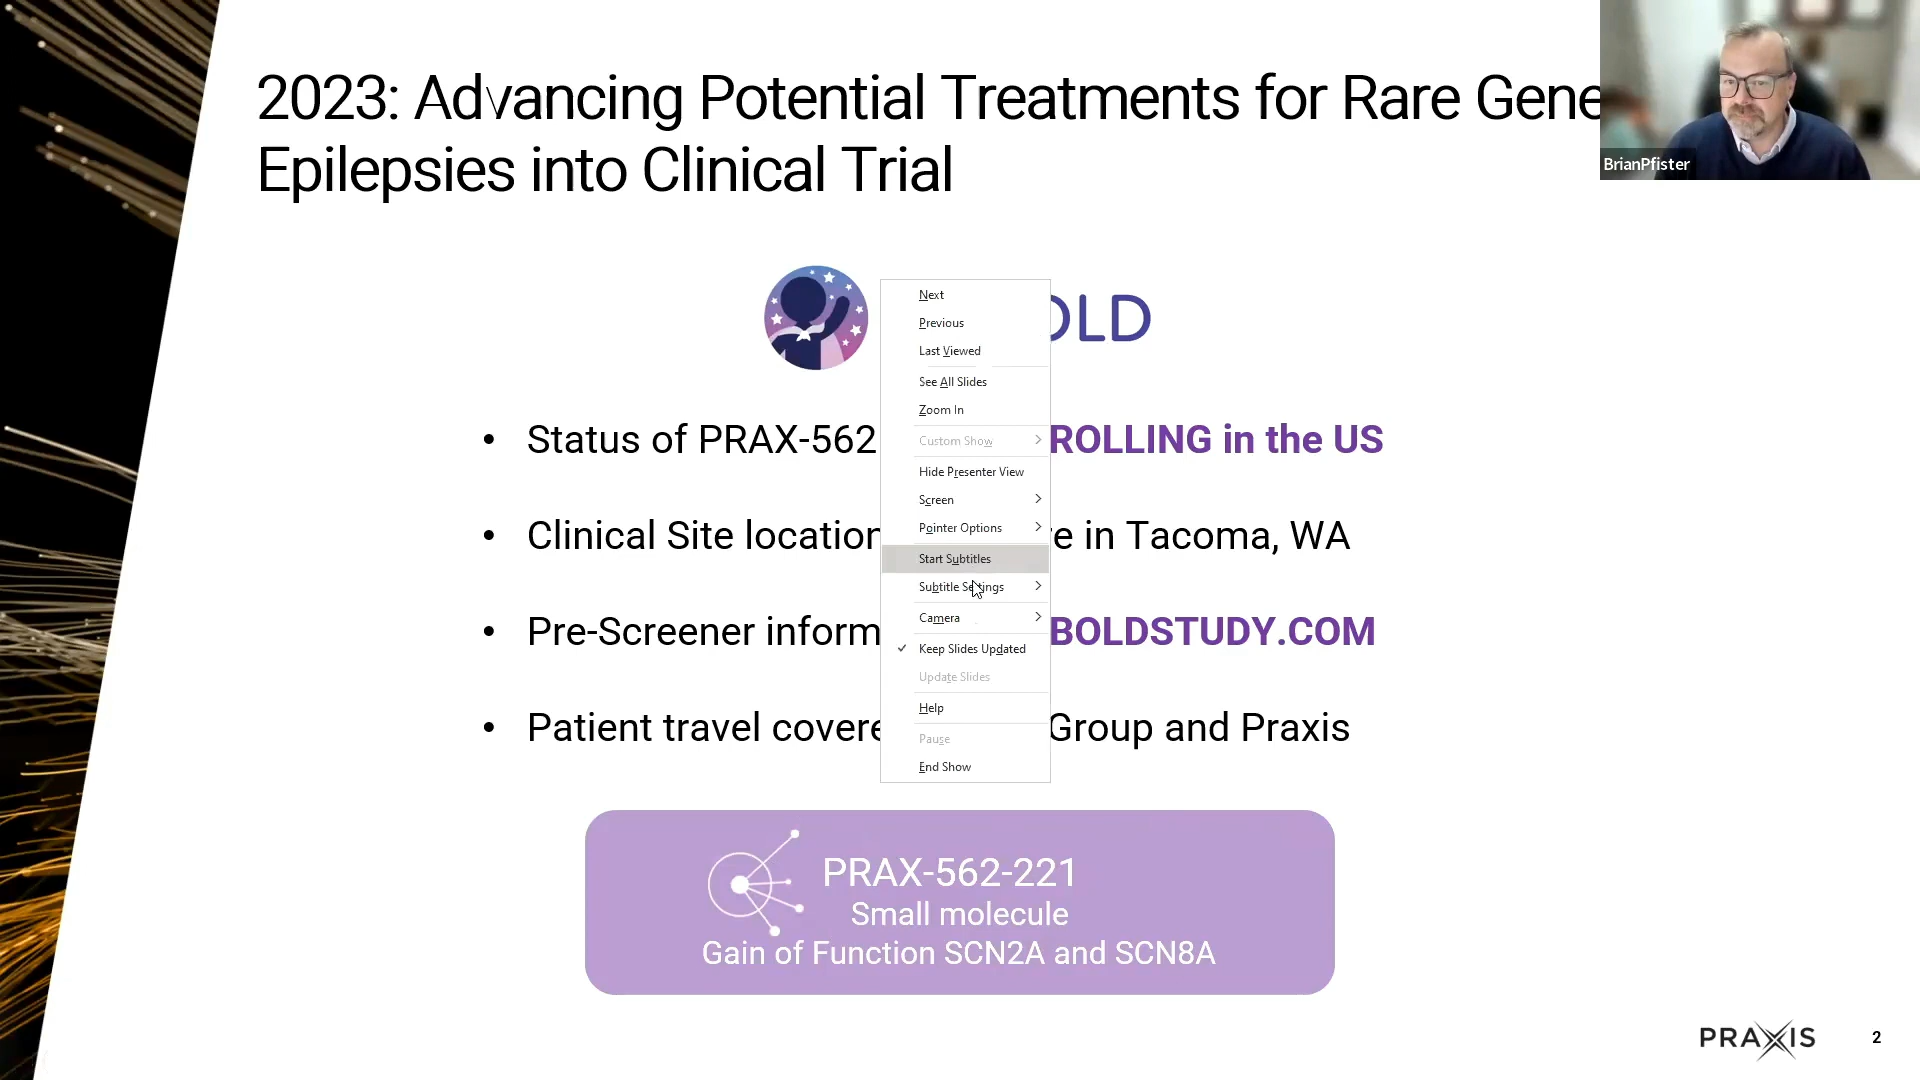 2023: Advancing Potential Treatments for Rare Gene
Epilepsies into Clinical Trial
BrianPfister
OLD
Status of PRAX-562 ROLLING in the US
Clinical Site location e in Tacoma, WA
Pre-Screener inform BOLDSTUDY.COM
Patient travel covere Group and Praxis
Next
Previous
Last Viewed
See All Slides
Zoom In
Custom Show
Hide Presenter View
Screen
Pointer Options
Start Subtitles
Subtitle Settings
Camera
Keep Slides Updated
Update Slides
Help
Pause
End Show
PRAX-562-221
Small molecule
Gain of Function SCN2A and SCN8A
PRAXIS
2